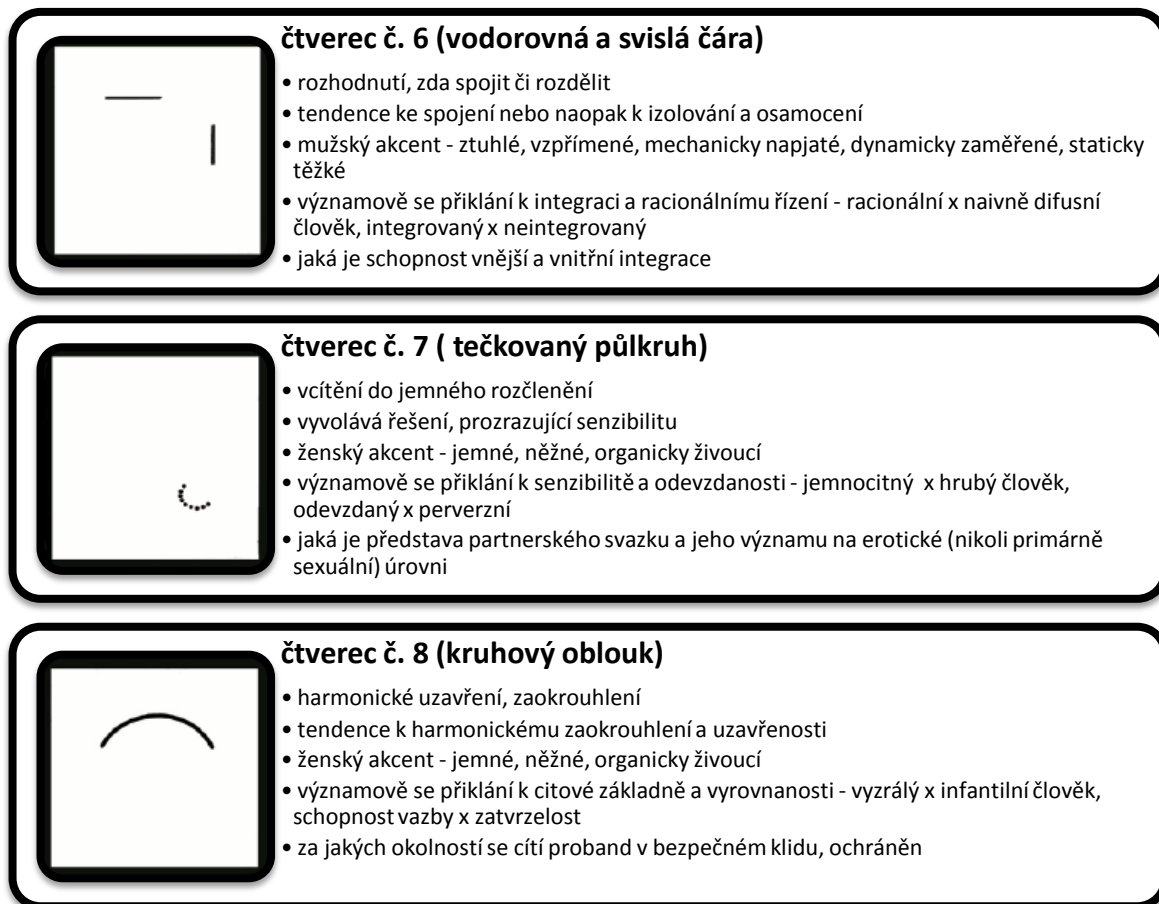 čtverec č. 6 (vodorovná a svislá čára)
• rozhodnutí, zda spojit či rozdělit
• tendence ke spojení nebo naopak k izolování a osamocení
• mužský akcent - ztuhlé, vzpřímené, mechanicky napjaté, dynamicky zaměřené, staticky
těžké
• významově se přiklání k integraci a racionálnímu řízení - racionální x naivně difusní
člověk, integrovaný x neintegrovaný
• jaká je schopnost vnější a vnitřní integrace
čtverec č. 7 ( tečkovaný půlkruh)
• vcítění do jemného rozčlenění
• vyvolává řešení, prozrazující senzibilitu
• ženský akcent - jemné, něžné, organicky živoucí
• významově se přiklání k senzibilitě a odevzdanosti - jemnocitný x hrubý člověk,
odevzdaný x perverzní
• jaká je představa partnerského svazku a jeho významu na erotické (nikoli primárně
sexuální) úrovni
čtverec č. 8 (kruhový oblouk)
• harmonické uzavření, zaokrouhlení
• tendence k harmonickému zaokrouhlení a uzavřenosti
• ženský akcent - jemné, něžné, organicky živoucí
• významově se přiklání k citové základně a vyrovnanosti - vyzrálý x infantilní člověk,
schopnost vazby x zatvrzelost
• za jakých okolností se cítí proband v bezpečném klidu, ochráněn